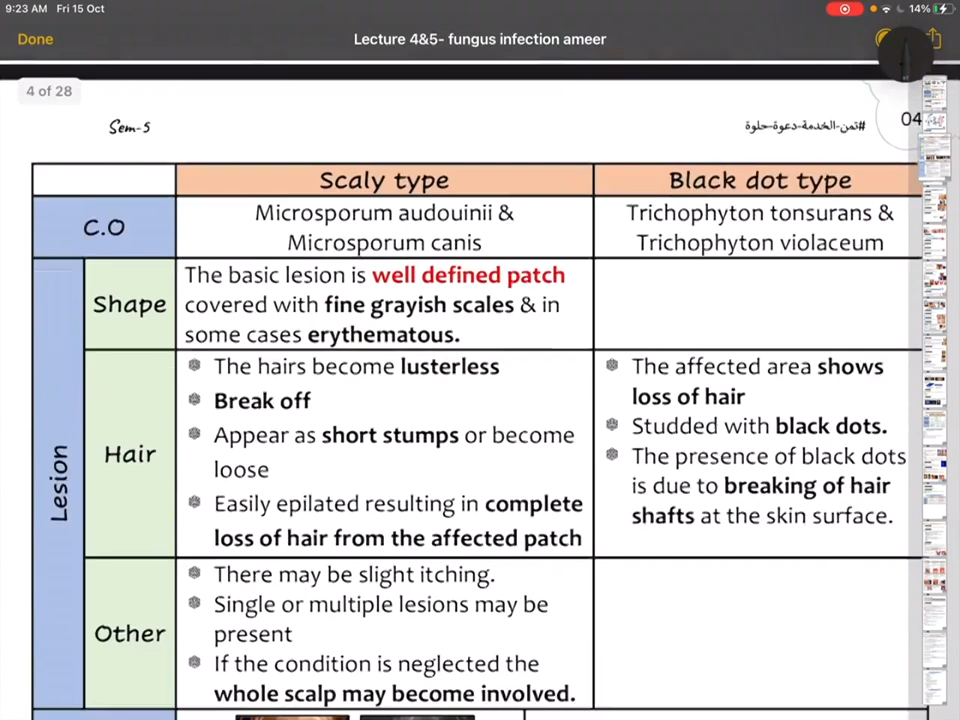 9:23 AM Fri 15 Oct
14%
Done
Lecture 4&5- fungus infection ameer
4 of 28
Sem-5
#تمن-الخدمة-دعوة-حلوة
04
Scaly type
Black dot type
C.O
Microsporum audouinii &
Microsporum canis
Trichophyton tonsurans &
Trichophyton violaceum
Lesion
Shape
The basic lesion is well defined patch
covered with fine grayish scales & in
some cases erythematous.
Hair
The hairs become lusterless
Break off
Appear as short stumps or become
loose
Easily epilated resulting in complete
loss of hair from the affected patch
The affected area shows
loss of hair
Studded with black dots.
The presence of black dots
is due to breaking of hair
shafts at the skin surface.
Other
There may be slight itching.
Single or multiple lesions may be
present
If the condition is neglected the
whole scalp may become involved.